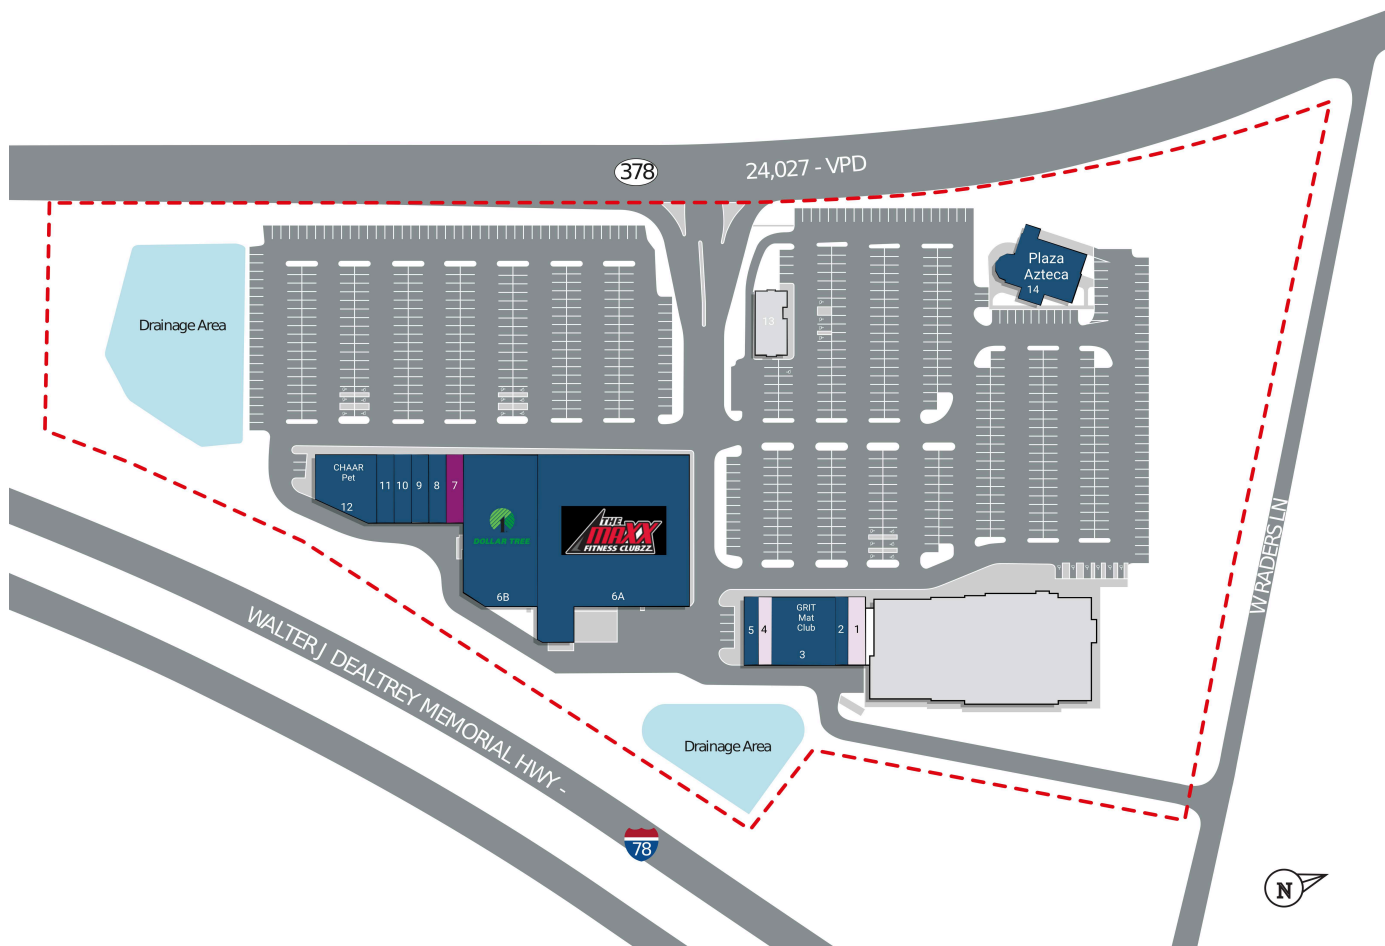 378
24,027 - VPD
Plaza
Azteca
14
13
Drainage Area
CHAAR
Pet
12
11
10
9
8
7
DOLLAR TREE
6B
THE
MAXX
FITNESS CLUBZZ
6A
5
4
GRIT
Mat
Club
3
2
1
W RADERS LN
WALTER J DEALTREY MEMORIAL HWY -
78
Drainage Area
N